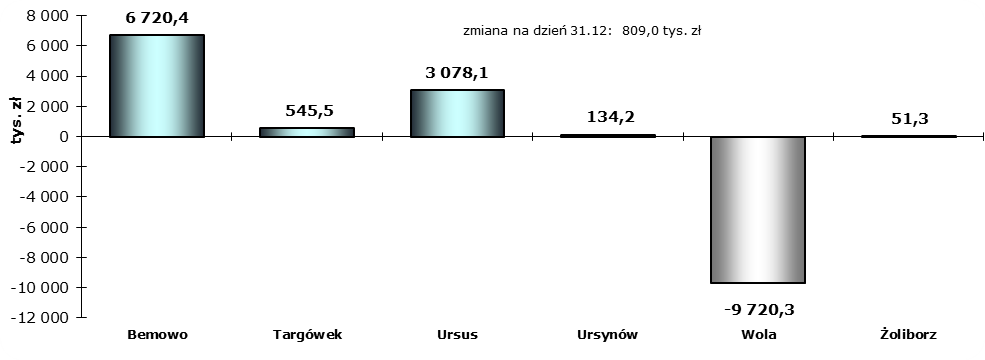 zmiana na dzień 31.12:  809,0 tys. zł
tys. zł
8 000
6 000
4 000
2 000
0
-2 000
-4 000
-6 000
-8 000
-10 000
-12 000
6 720,4
545,5
3 078,1
134,2
-9 720,3
51,3
Bemowo
Targówek
Ursus
Ursynów
Wola
Żoliborz